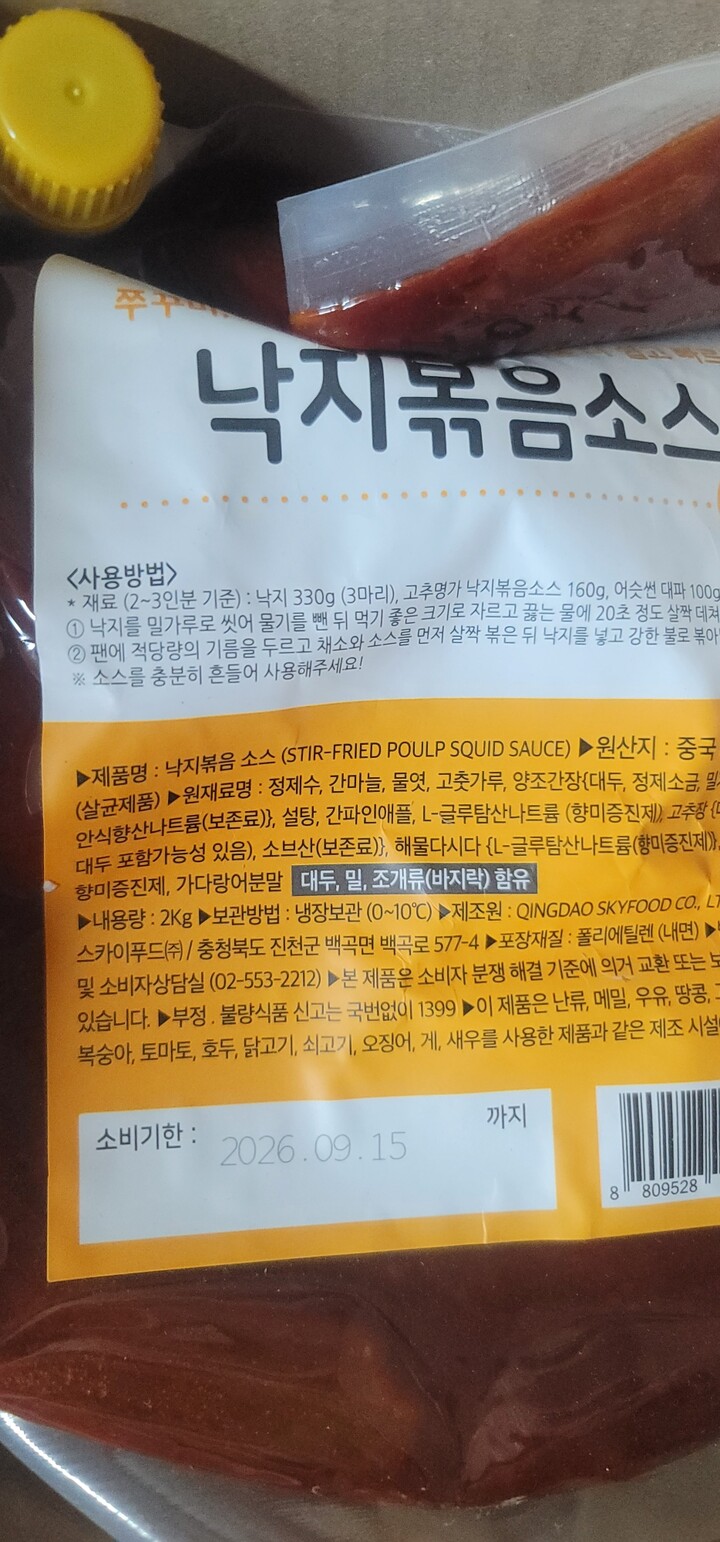 쭈꾸미
낙지볶음소스
<사용방법>
* 재료 (2~3인분 기준) : 낙지 330g (3마리), 고추명가 낙지볶음소스 160g, 어슷썬 대파 100g
① 낙지를 밀가루로 씻어 물기를 뺀 뒤 먹기 좋은 크기로 자르고 끓는 물에 20초 정도 살짝 데쳐
② 팬에 적당량의 기름을 두르고 채소와 소스를 먼저 살짝 볶은 뒤 낙지를 넣고 강한 불로 볶아
※ 소스를 충분히 흔들어 사용해주세요!
▶제품명 : 낙지볶음 소스 (STIR-FRIED POULP SQUID SAUCE) ▶원산지 : 중국
(살균제품) ▶원재료명 : 정제수, 간마늘, 물엿, 고춧가루, 양조간장{대두, 정제소금,
안식향산나트륨(보존료)}, 설탕, 간파인애플, L-글루탐산나트륨 (향미증진제), 고추장
대두 포함가능성 있음), 소브산(보존료)}, 해물다시다 {L-글루탐산나트륨(향미증진제)},
향미증진제, 가다랑어분말 대두, 밀, 조개류(바지락) 함유
▶내용량 : 2Kg ▶보관방법 : 냉장보관 (0~10℃) ▶제조원 : QINGDAO SKYFOOD CO.,
스카이푸드㈜ / 충청북도 진천군 백곡면 백곡로 577-4 ▶포장재질 : 폴리에틸렌 (내면) ▶
및 소비자상담실 (02-553-2212) ▶본 제품은 소비자 분쟁 해결 기준에 의거 교환 또는
있습니다. ▶부정 . 불량식품 신고는 국번없이 1399 ▶이 제품은 난류, 메밀, 우유, 땅콩,
복숭아, 토마토, 호두, 닭고기, 쇠고기, 오징어, 게, 새우를 사용한 제품과 같은 제조
소비기한 : 2026.09.15 까지
8 809528